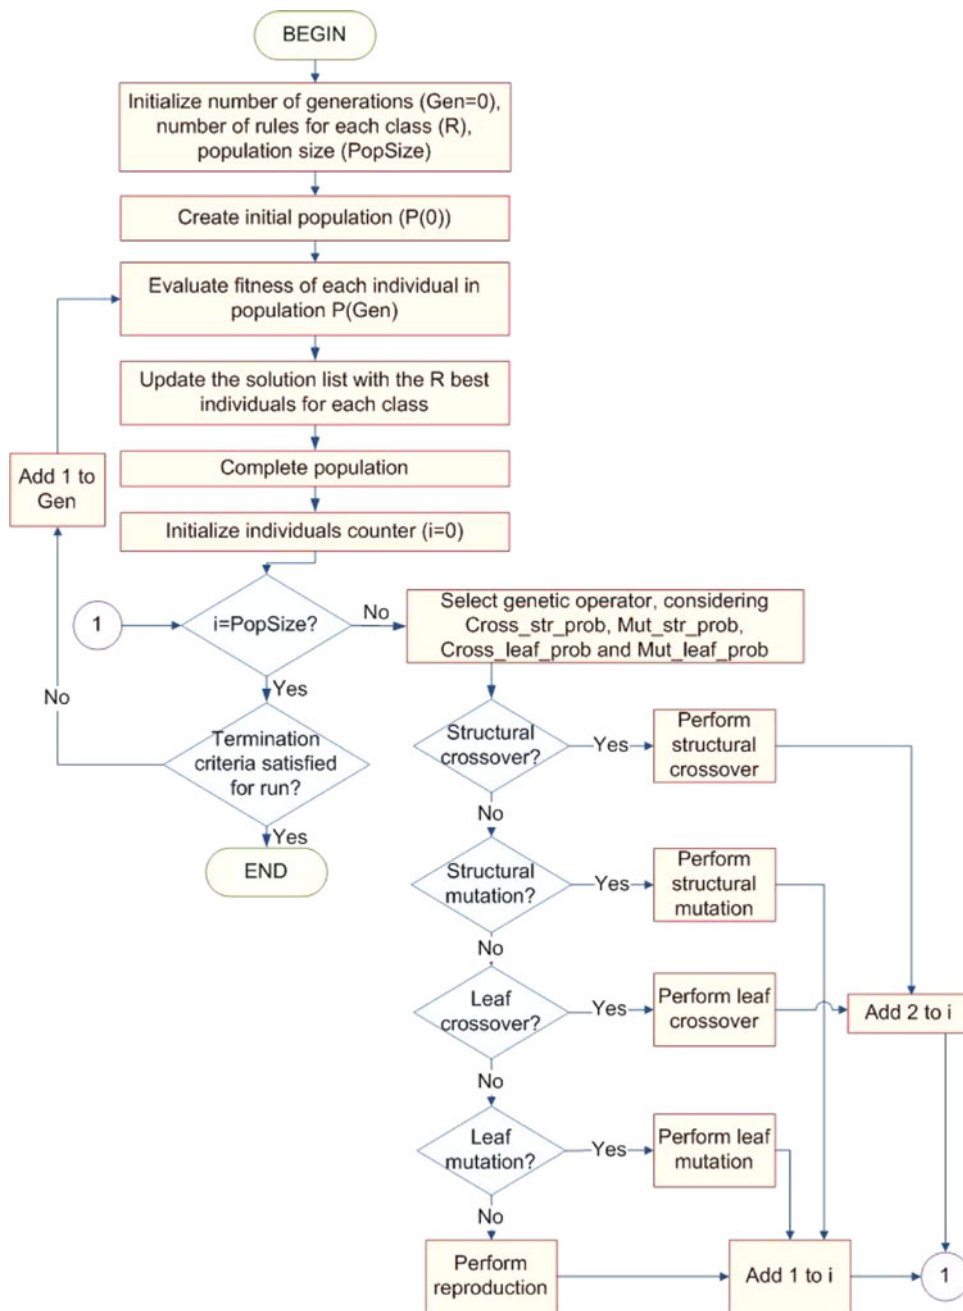 BEGIN
Initialize number of generations (Gen=0),
number of rules for each class (R),
population size (PopSize)
Create initial population (P(0))
Evaluate fitness of each individual in
population P(Gen)
Update the solution list with the R best
individuals for each class
Add 1 to
Gen
Complete population
Initialize individuals counter (i=0)
1
i=PopSize?
No
Select genetic operator, considering
Cross_str_prob, Mut_str_prob,
Cross_leaf_prob and Mut_leaf_prob
No
Yes
Termination
criteria satisfied
for run?
Yes
END
Structural
crossover?
Yes
Perform
structural
crossover
No
Structural
mutation?
Yes
Perform
structural
mutation
No
Leaf
crossover?
Yes
Perform leaf
crossover
Add 2 to i
No
Leaf
mutation?
Yes
Perform leaf
mutation
No
Perform
reproduction
Add 1 to i
1